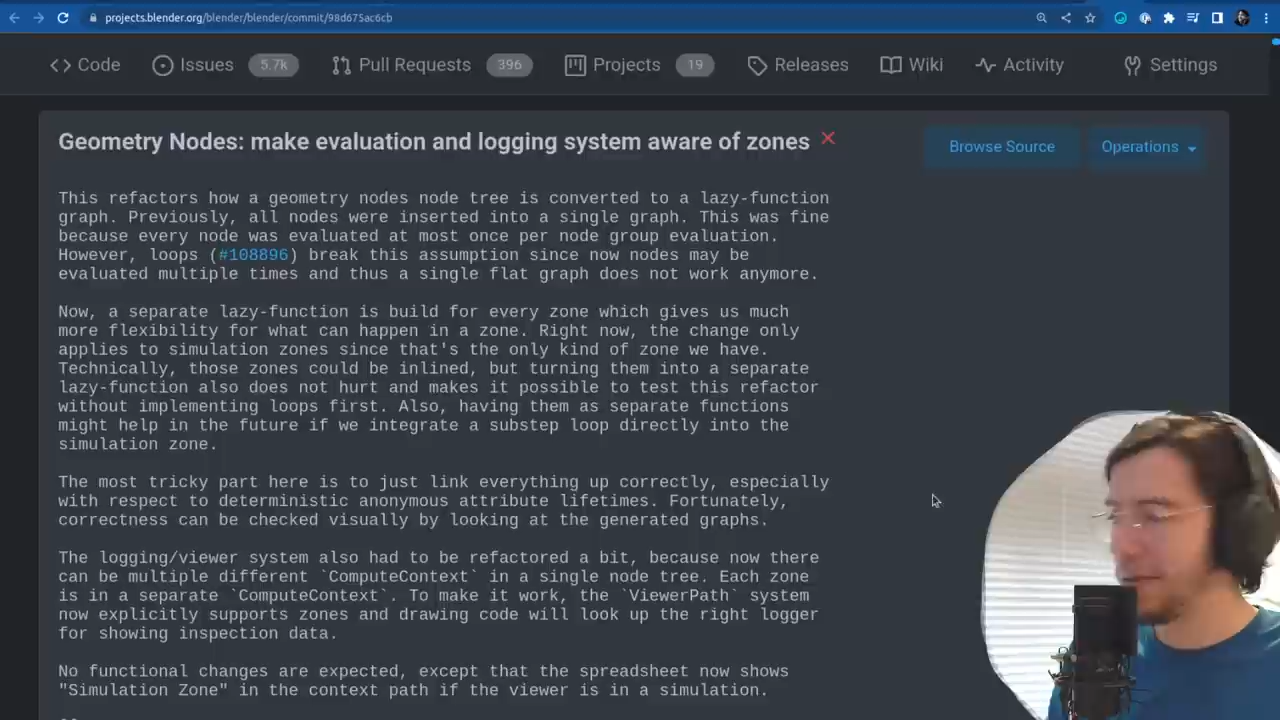 projects.blender.org/blender/blender/commit/98d675ac6cb
Code Issues 5.7k Pull Requests 396 Projects 19 Releases Wiki Activity Settings
Geometry Nodes: make evaluation and logging system aware of zones
Browse Source Operations
This refactors how a geometry nodes node tree is converted to a lazy-function
graph. Previously, all nodes were inserted into a single graph. This was fine
because every node was evaluated at most once per node group evaluation.
However, loops (#108896) break this assumption since now nodes may be
evaluated multiple times and thus a single flat graph does not work anymore.
Now, a separate lazy-function is build for every zone which gives us much
more flexibility for what can happen in a zone. Right now, the change only
applies to simulation zones since that's the only kind of zone we have.
Technically, those zones could be inlined, but turning them into a separate
lazy-function also does not hurt and makes it possible to test this refactor
without implementing loops first. Also, having them as separate functions
might help in the future if we integrate a substep loop directly into the
simulation zone.
The most tricky part here is to just link everything up correctly, especially
with respect to deterministic anonymous attribute lifetimes. Fortunately,
correctness can be checked visually by looking at the generated graphs.
The logging/viewer system also had to be refactored a bit, because now there
can be multiple different `ComputeContext` in a single node tree. Each zone
is in a separate `ComputeContext`. To make it work, the `ViewerPath` system
now explicitly supports zones and drawing code will look up the right logger
for showing inspection data.
No functional changes are expected, except that the spreadsheet now shows
"Simulation Zone" in the context path if the viewer is in a simulation.